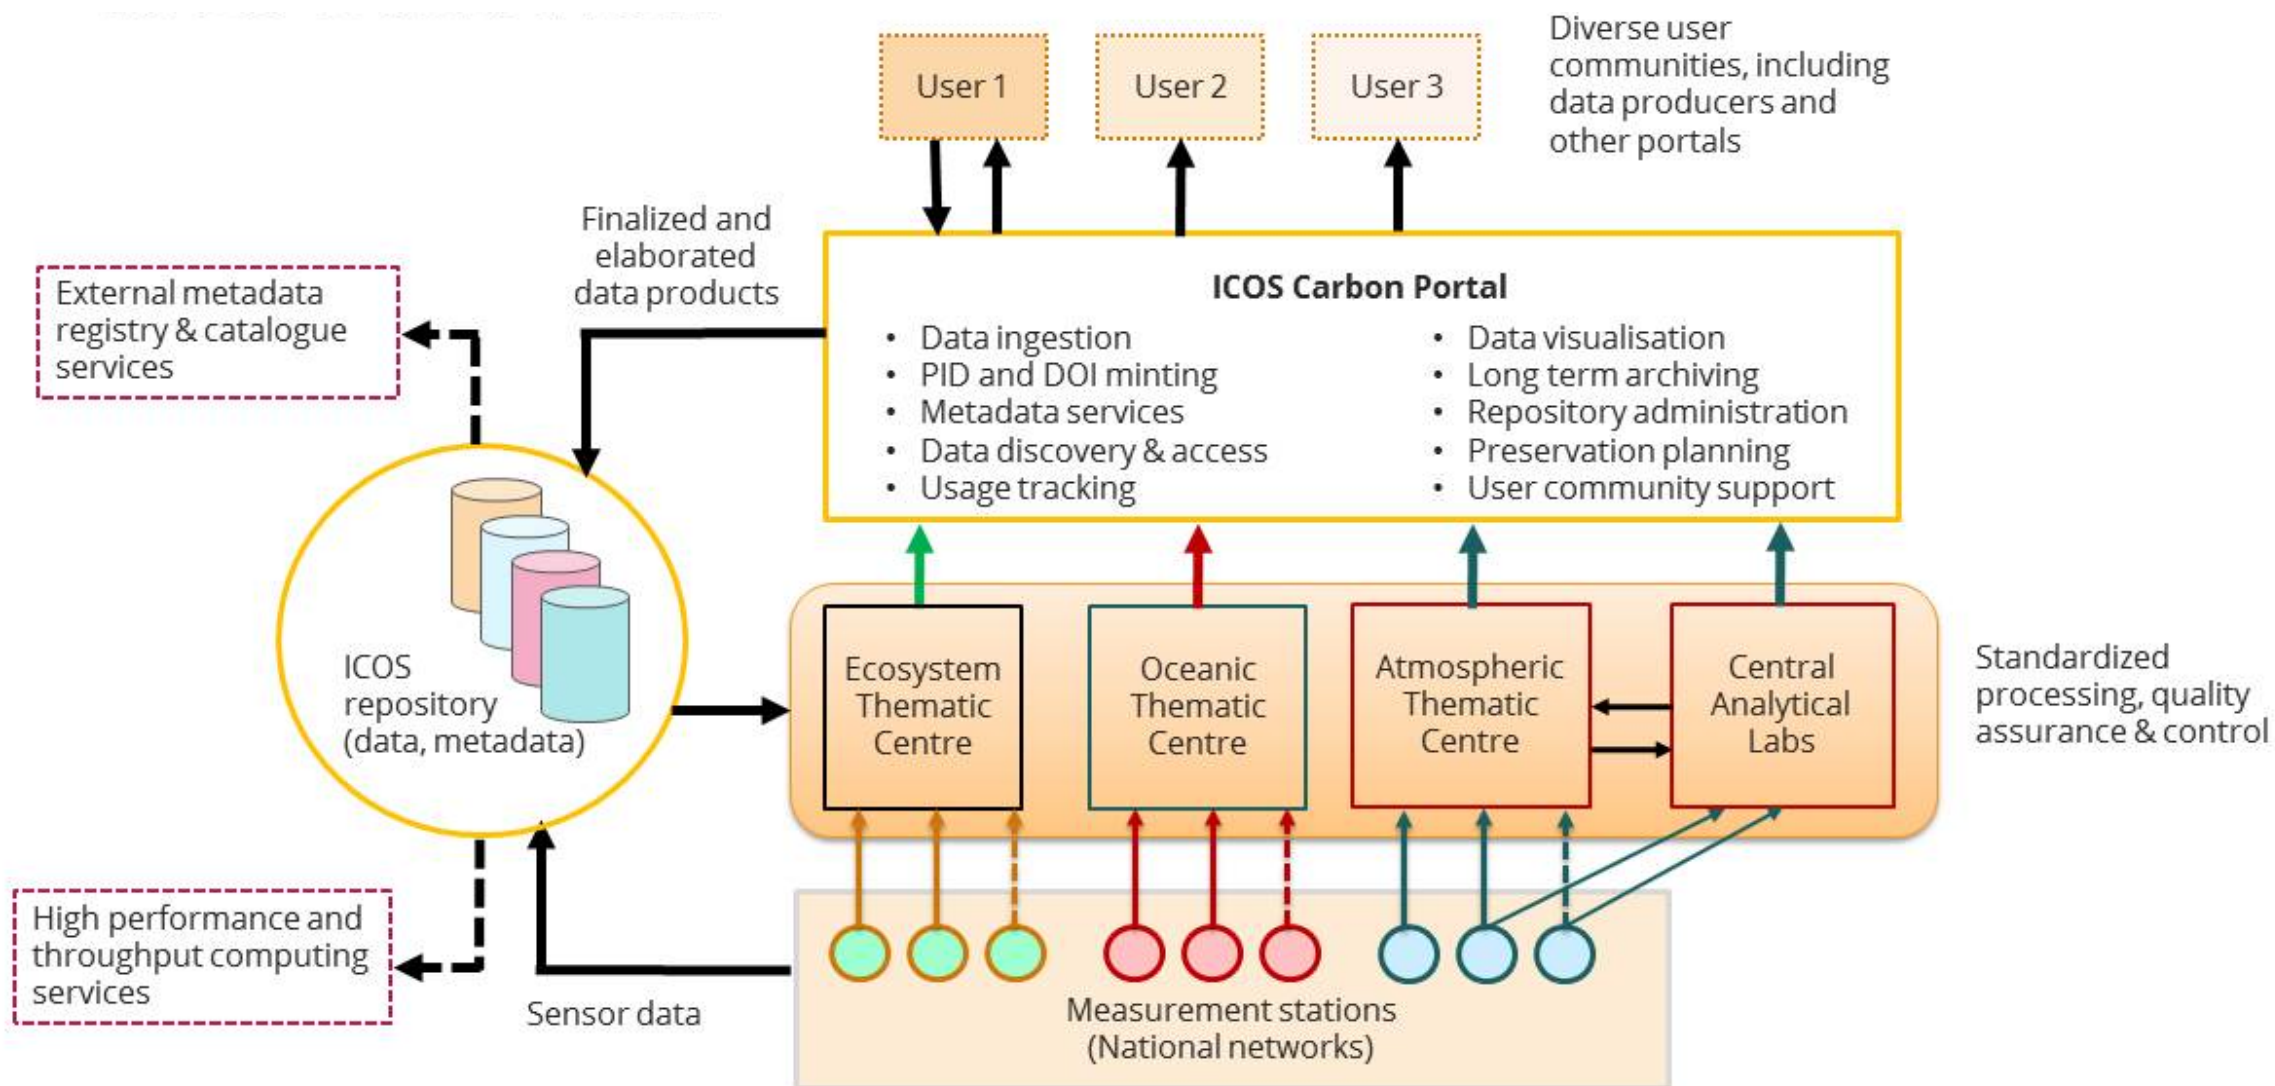 User 1
User 2
User 3
Diverse user
communities, including
data producers and
other portals
Finalized and
elaborated
data products
External metadata
registry & catalogue
services
ICOS Carbon Portal
• Data ingestion
• PID and DOI minting
• Metadata services
• Data discovery & access
• Usage tracking
• Data visualisation
• Long term archiving
• Repository administration
• Preservation planning
• User community support
ICOS
repository
(data, metadata)
Ecosystem
Thematic
Centre
Oceanic
Thematic
Centre
Atmospheric
Thematic
Centre
Central
Analytical
Labs
Standardized
processing, quality
assurance & control
High performance and
throughput computing
services
Sensor data
Measurement stations
(National networks)